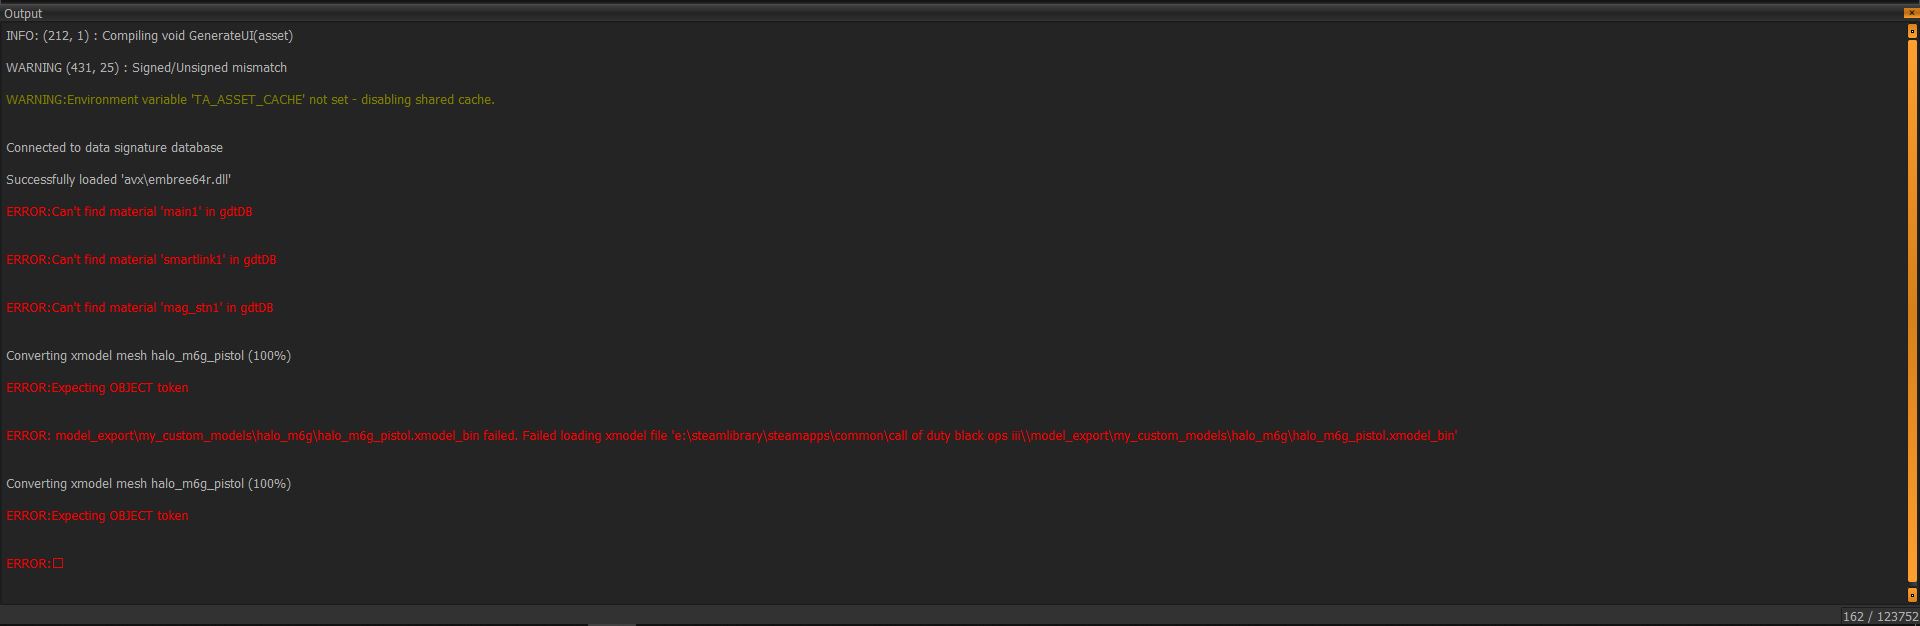 Output
INFO: (212, 1) : Compiling void GenerateUI(asset)
WARNING (431, 25) : Signed/Unsigned mismatch
WARNING:Environment variable 'TA_ASSET_CACHE' not set - disabling shared cache.
Connected to data signature database
Successfully loaded 'avx\embree64r.dll'
ERROR:Can't find material 'main1' in gdtDB
ERROR:Can't find material 'smartlink1' in gdtDB
ERROR:Can't find material 'mag_stn1' in gdtDB
Converting xmodel mesh halo_m6g_pistol (100%)
ERROR:Expecting OBJECT token
ERROR: model_export\my_custom_models\halo_m6g\halo_m6g_pistol.xmodel_bin failed. Failed loading xmodel file 'e:\steamlibrary\steamapps\common\call of duty black ops iii\\model_export\my_custom_models\halo_m6g\halo_m6g_pistol.xmodel_bin'
Converting xmodel mesh halo_m6g_pistol (100%)
ERROR:Expecting OBJECT token
ERROR:□
162 / 123752